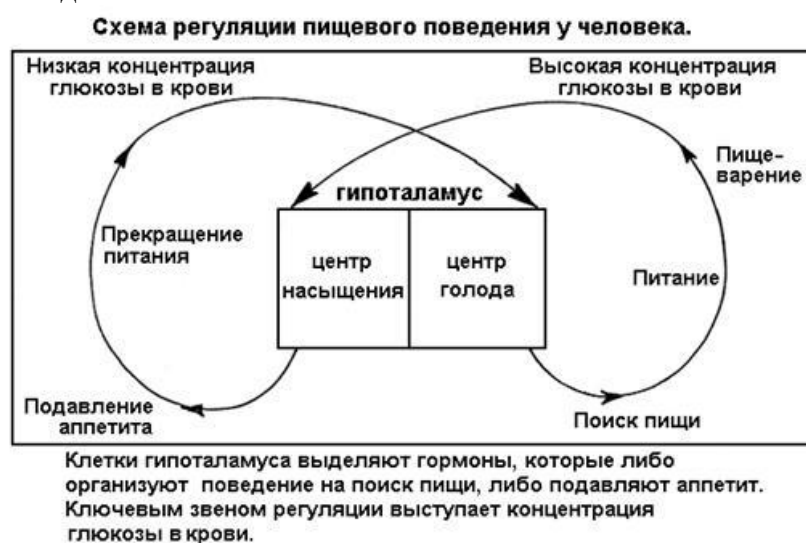 Схема регуляции пищевого поведения у человека.
Низкая концентрация
глюкозы в крови
Высокая концентрация
глюкозы в крови
Пище-
варение
гипоталамус
Прекращение
питания
центр
насыщения
центр
голода
Питание
Подавление
аппетита
Поиск пищи
Клетки гипоталамуса выделяют гормоны, которые либо
организуют поведение на поиск пищи, либо подавляют аппетит.
Ключевым звеном регуляции выступает концентрация
глюкозы в крови.